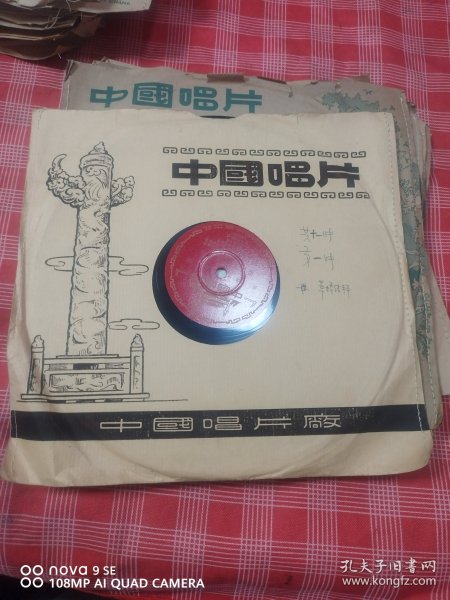 中國唱片
中國唱片
中國唱片廠
nova 9 SE
108MP AI QUAD CAMERA
孔夫子旧书网
www.kongfz.com